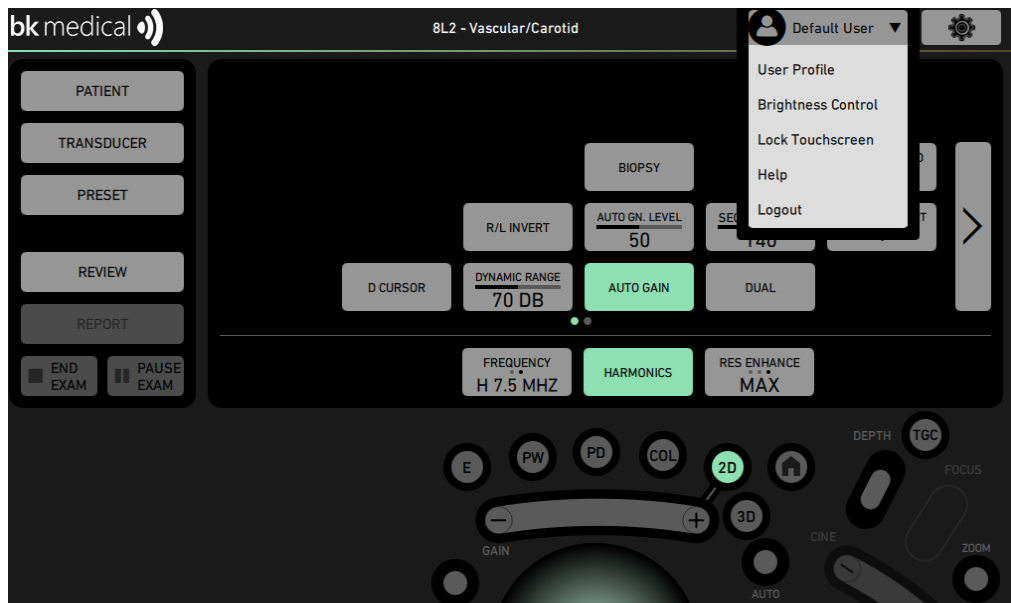 bk medical
8L2 - Vascular/Carotid
Default User
User Profile
Brightness Control
Lock Touchscreen
Help
Logout
PATIENT
TRANSDUCER
PRESET
REVIEW
REPORT
END
EXAM
PAUSE
EXAM
BIOPSY
R/L INVERT
AUTO GN. LEVEL
50
D CURSOR
DYNAMIC RANGE
70 DB
AUTO GAIN
DUAL
FREQUENCY
H 7.5 MHZ
HARMONICS
RES ENHANCE
MAX
E
PW
PD
COL
2D
3D
GAIN
AUTO
DEPTH
TGC
FOCUS
CINE
ZOOM